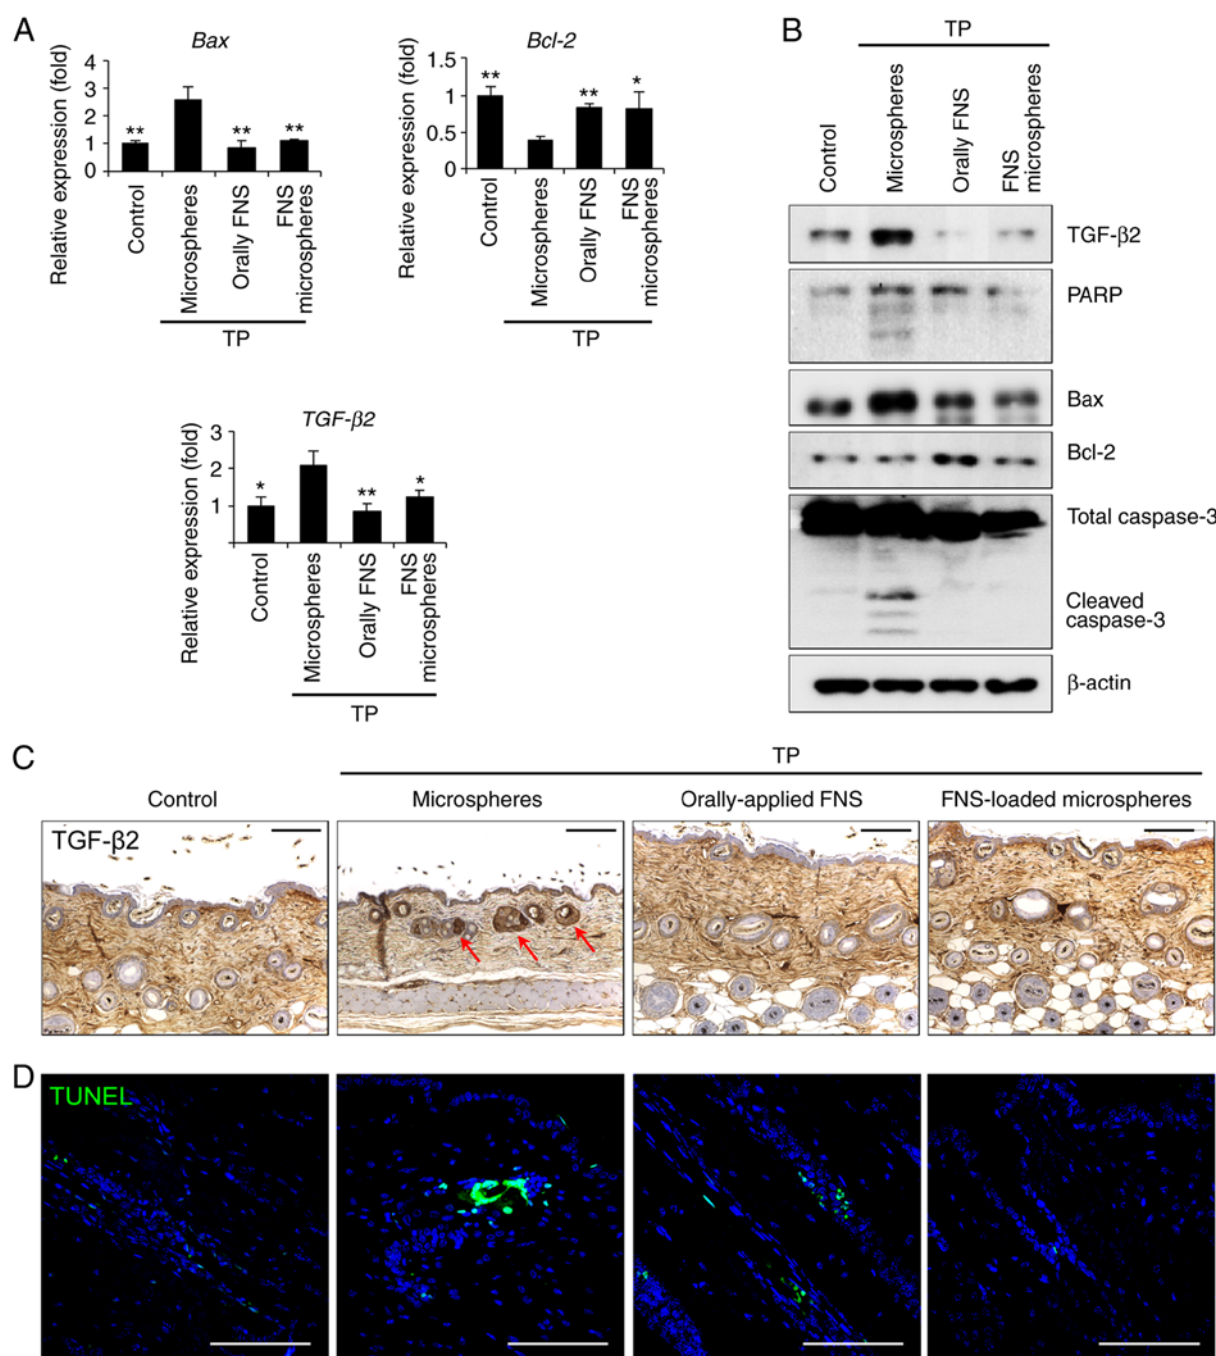 A
Bax
Relative expression (fold)
4
3
2
1
0
**
**
**
Control
Microspheres
Orally FNS
FNS
microspheres
TP
Bcl-2
Relative expression (fold)
1.5
1
0.5
0
**
**
*
Control
Microspheres
Orally FNS
FNS
microspheres
TP
TGF-β2
Relative expression (fold)
3
2
1
*
**
*
Control
Microspheres
Orally FNS
FNS
microspheres
TP
B
TP
Control
Microspheres
Orally FNS
FNS
microspheres
TGF-β2
PARP
Bax
Bcl-2
Total caspase-3
Cleaved
caspase-3
β-actin
C
TP
Control
Microspheres
Orally-applied FNS
FNS-loaded microspheres
TGF-β2
D
TUNEL